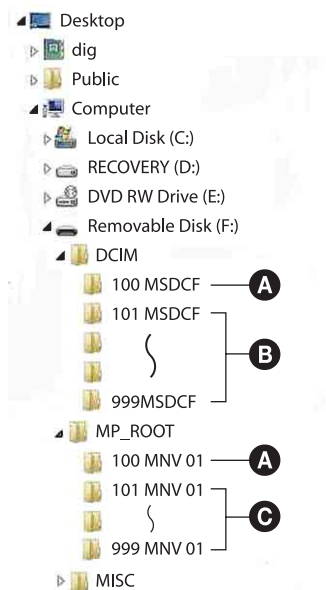 Desktop
dig
Public
Computer
Local Disk (C:)
RECOVERY (D:)
DVD RW Drive (E:)
Removable Disk (F:)
DCIM
100 MSDCF A
101 MSDCF
B
999MSDCF
MP_ROOT
100 MNV 01 A
101 MNV 01
C
999 MNV 01
MISC